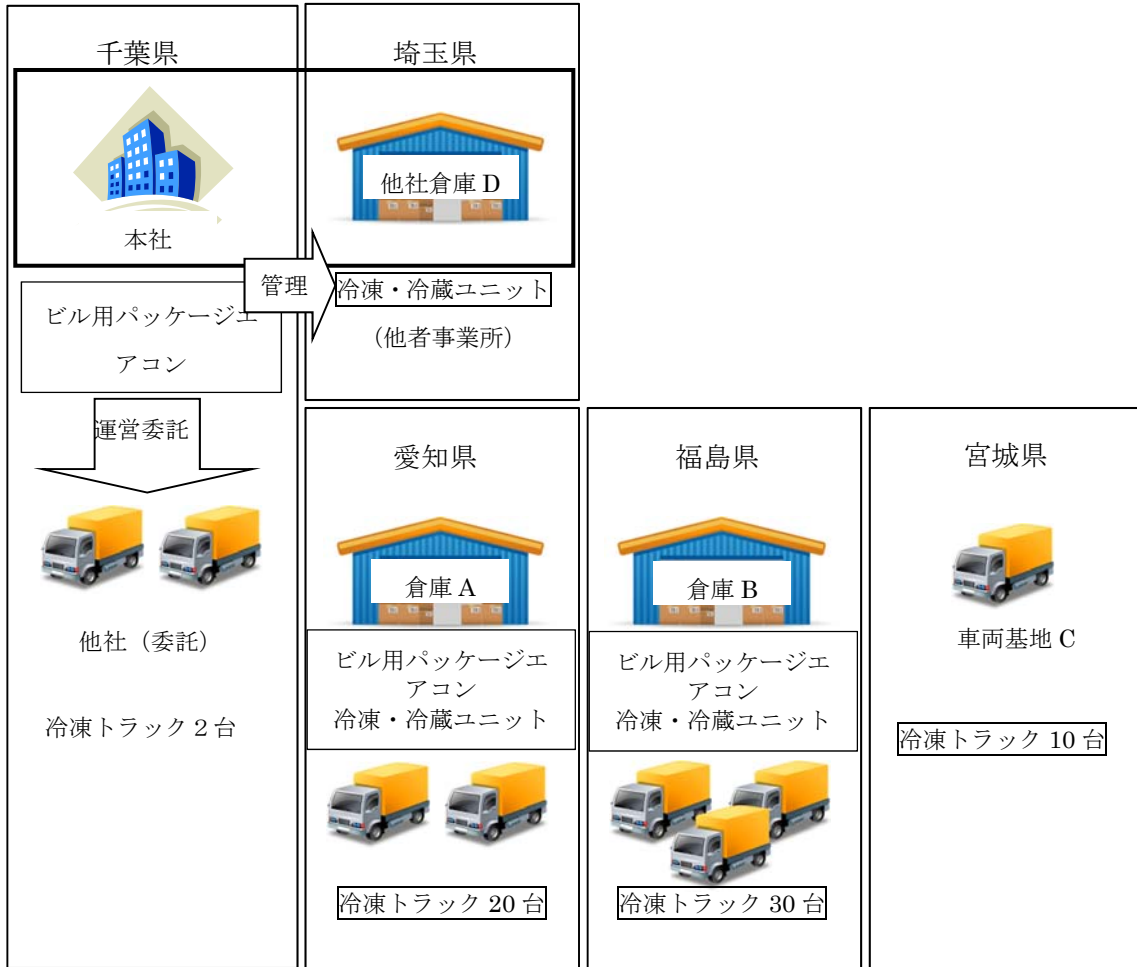 千葉県
本社
ビル用パッケージエ
アコン
運営委託
他社（委託）
冷凍トラック２台
埼玉県
他社倉庫 D
管理
冷凍・冷蔵ユニット
（他者事業所）
愛知県
倉庫 A
ビル用パッケージエ
アコン
冷凍・冷蔵ユニット
冷凍トラック 20 台
福島県
倉庫 B
ビル用パッケージエ
アコン
冷凍・冷蔵ユニット
冷凍トラック 30 台
宮城県
車両基地 C
冷凍トラック 10 台